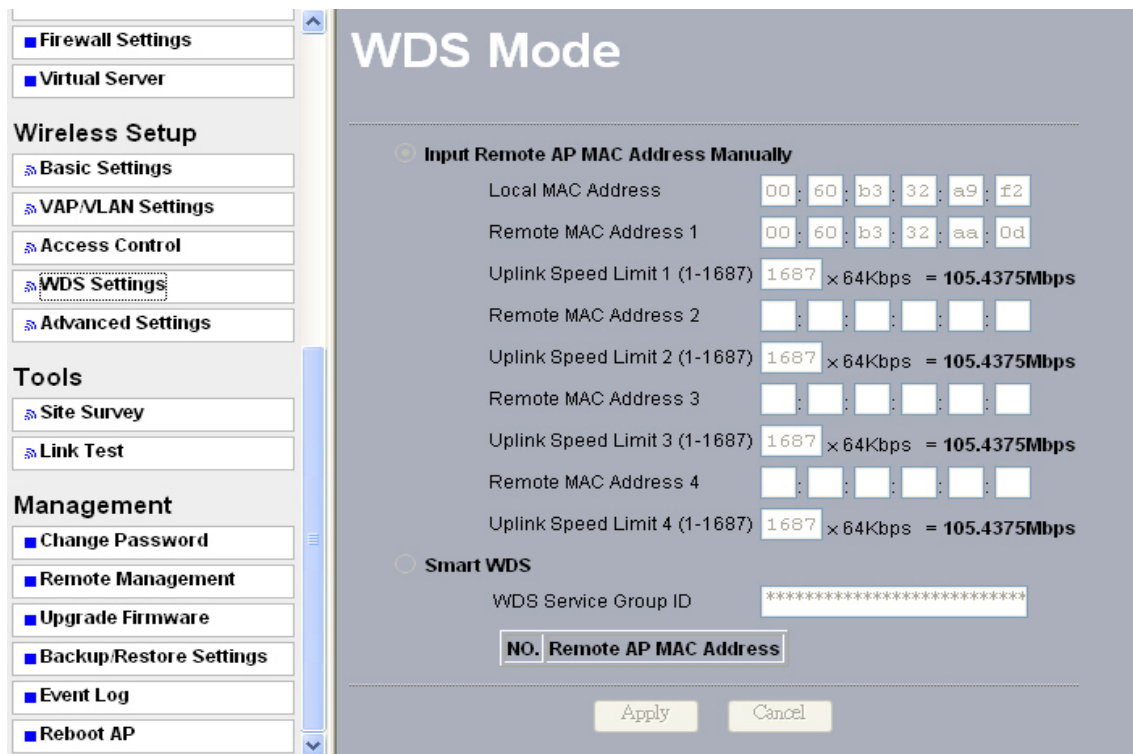 Firewall Settings
Virtual Server
Wireless Setup
Basic Settings
VAP/VLAN Settings
Access Control
WDS Settings
Advanced Settings
Tools
Site Survey
Link Test
Management
Change Password
Remote Management
Upgrade Firmware
Backup/Restore Settings
Event Log
Reboot AP
WDS Mode
Input Remote AP MAC Address Manually
Local MAC Address 00 : 60 : b3 : 32 : a9 : f2
Remote MAC Address 1 00 : 60 : b3 : 32 : aa : 0d
Uplink Speed Limit 1 (1-1687) 1687 × 64Kbps = 105.4375Mbps
Remote MAC Address 2 : : : : :
Uplink Speed Limit 2 (1-1687) 1687 × 64Kbps = 105.4375Mbps
Remote MAC Address 3 : : : : :
Uplink Speed Limit 3 (1-1687) 1687 × 64Kbps = 105.4375Mbps
Remote MAC Address 4 : : : : :
Uplink Speed Limit 4 (1-1687) 1687 × 64Kbps = 105.4375Mbps
Smart WDS
WDS Service Group ID ***************************
NO. Remote AP MAC Address
Apply Cancel